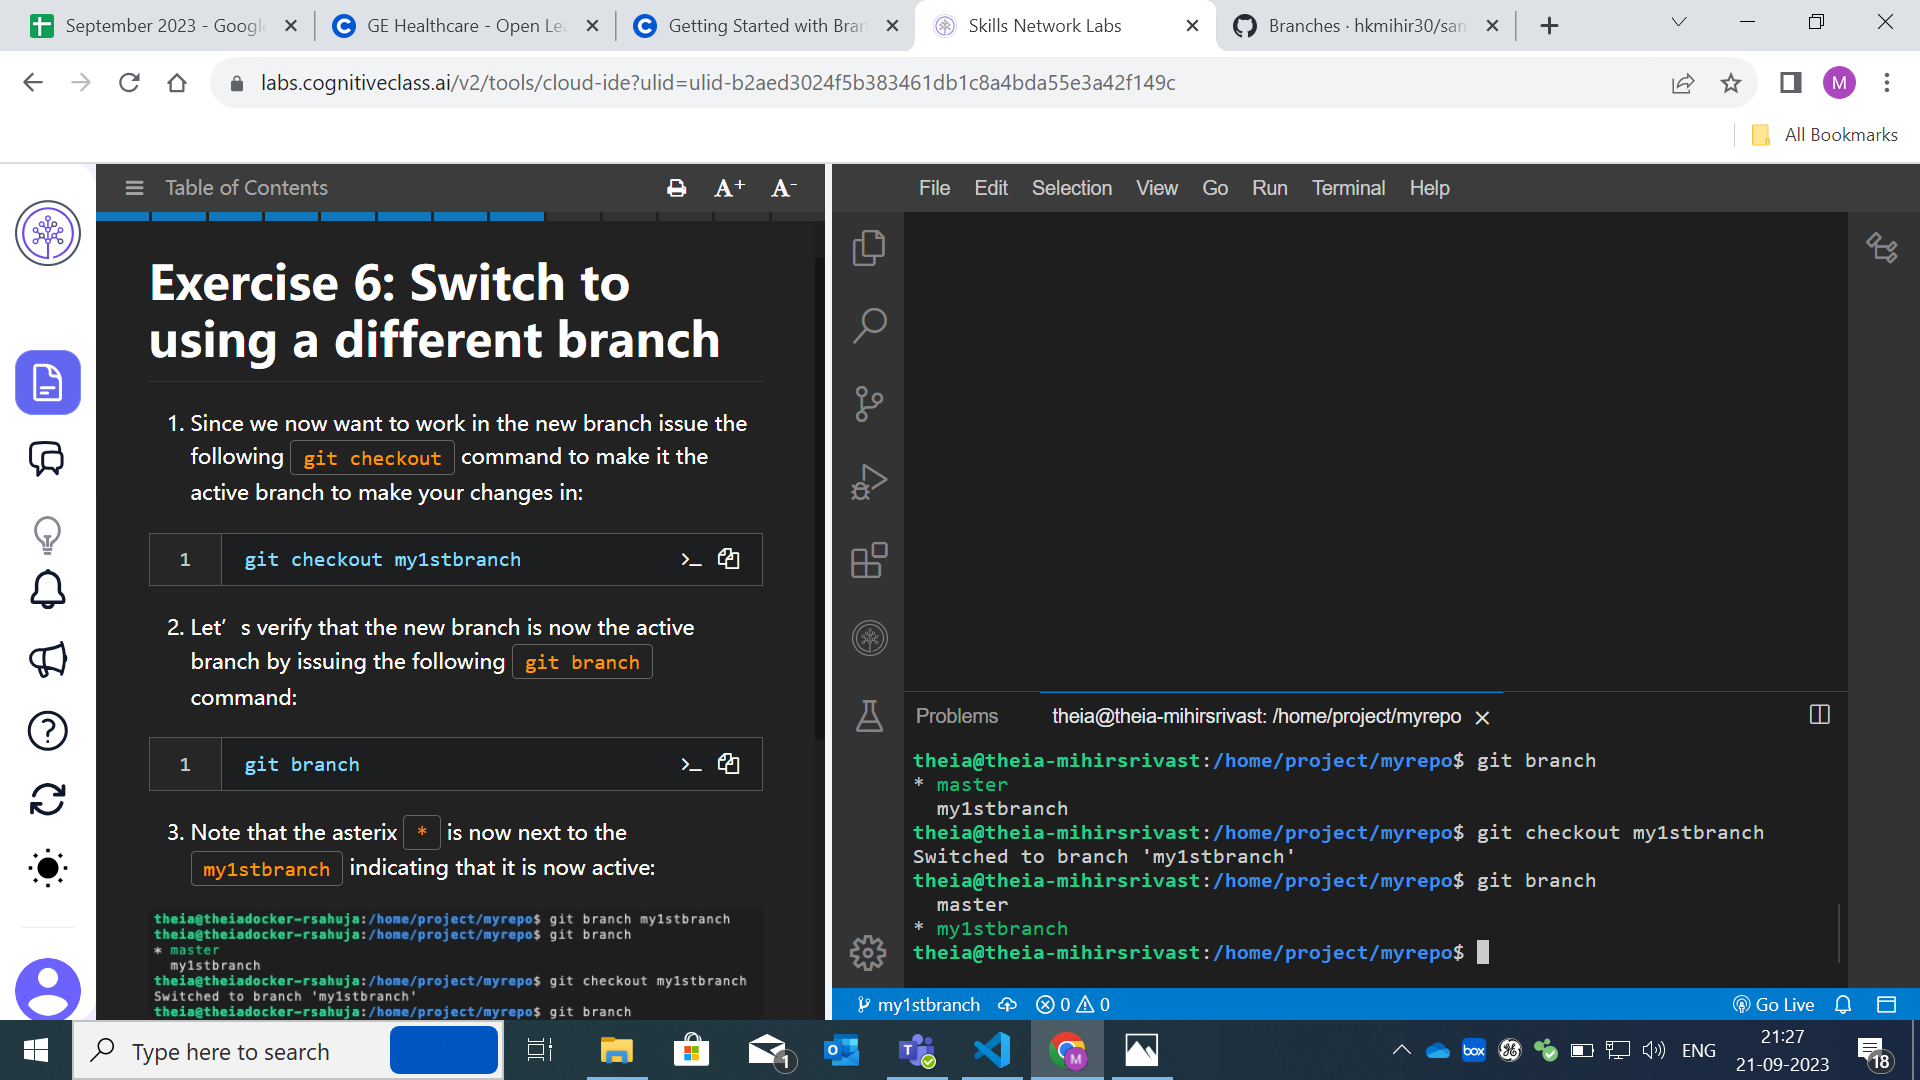 September 2023 - Google
GE Healthcare - Open Lea
Getting Started with Bran
Skills Network Labs
Branches · hkmihir30/sam
labs.cognitiveclass.ai/v2/tools/cloud-ide?ulid=ulid-b2aed3024f5b383461db1c8a4bda55e3a42f149c
M
All Bookmarks
Table of Contents
A+
A-
Exercise 6: Switch to
using a different branch
1. Since we now want to work in the new branch issue the
following git checkout command to make it the
active branch to make your changes in:
1 git checkout my1stbranch
2. Let’s verify that the new branch is now the active
branch by issuing the following git branch
command:
1 git branch
3. Note that the asterix * is now next to the
my1stbranch indicating that it is now active:
theia@theiadocker-rsahuja:/home/project/myrepo$ git branch my1stbranch
theia@theiadocker-rsahuja:/home/project/myrepo$ git branch
* master
my1stbranch
theia@theiadocker-rsahuja:/home/project/myrepo$ git checkout my1stbranch
Switched to branch 'my1stbranch'
theia@theiadocker-rsahuja:/home/project/myrepo$ git branch
File Edit Selection View Go Run Terminal Help
Problems
theia@theia-mihirsrivast: /home/project/myrepo
theia@theia-mihirsrivast:/home/project/myrepo$ git branch
* master
my1stbranch
theia@theia-mihirsrivast:/home/project/myrepo$ git checkout my1stbranch
Switched to branch 'my1stbranch'
theia@theia-mihirsrivast:/home/project/myrepo$ git branch
master
* my1stbranch
theia@theia-mihirsrivast:/home/project/myrepo$
my1stbranch 0 0
Go Live
Type here to search
1
M
box
ENG
21:27
21-09-2023
18